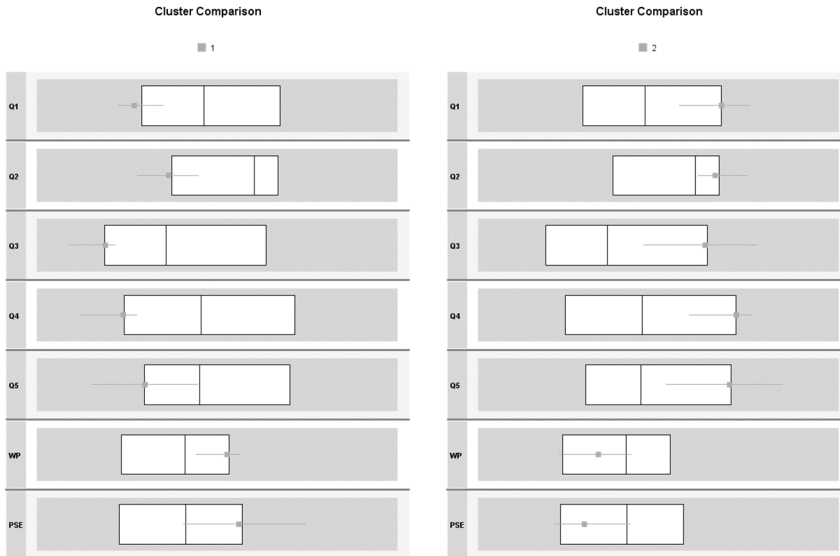 Cluster Comparison
1
Q1
Q2
Q3
Q4
Q5
WP
PSE
Cluster Comparison
2
Q1
Q2
Q3
Q4
Q5
WP
PSE